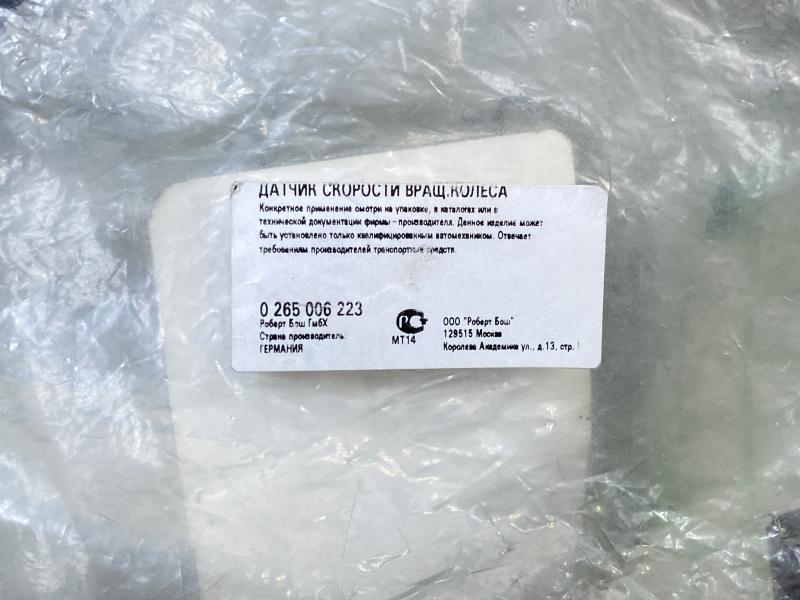 ДАТЧИК СКОРОСТИ ВРАЩ.КОЛЕСА
Конкретное применение смотри на упаковке, в каталогах или в
технической документации фирмы-производителя. Данное изделие может
быть установлено только квалифицированным автомехаником. Отвечает
требованиям производителей транспортных средств.
0 265 006 223
Роберт Бош ГмбХ
Страна производитель:
ГЕРМАНИЯ
РСТ
МТ14
ООО "Роберт Бош"
129515 Москва
Королева Академика ул., д.13, стр.